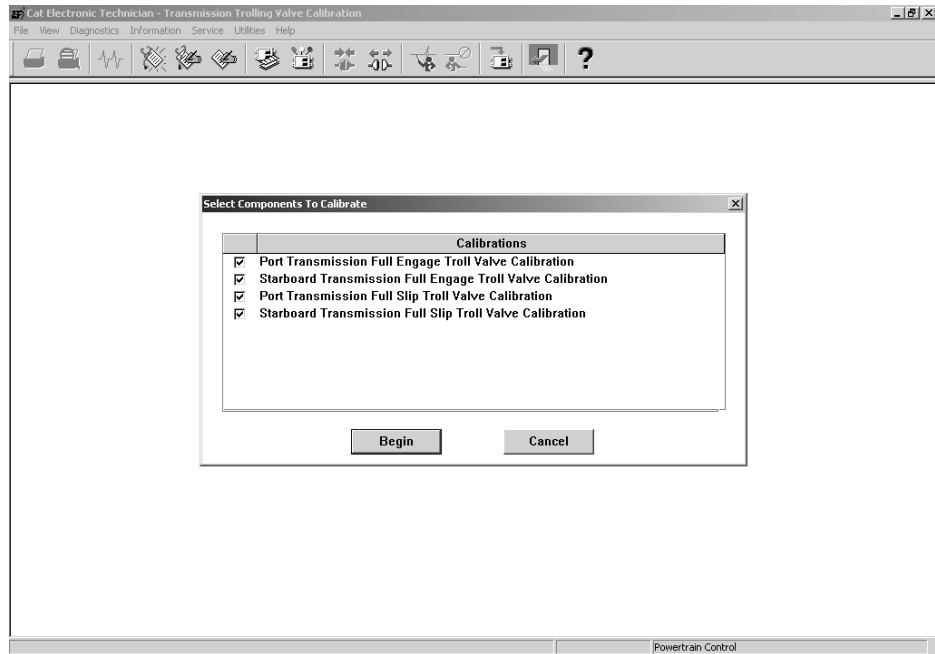 Cat Electronic Technician - Transmission Trolling Valve Calibration
File View Diagnostics Information Service Utilities Help
?
Select Components To Calibrate
Calibrations
Port Transmission Full Engage Troll Valve Calibration
Starboard Transmission Full Engage Troll Valve Calibration
Port Transmission Full Slip Troll Valve Calibration
Starboard Transmission Full Slip Troll Valve Calibration
Begin Cancel
Powertrain Control